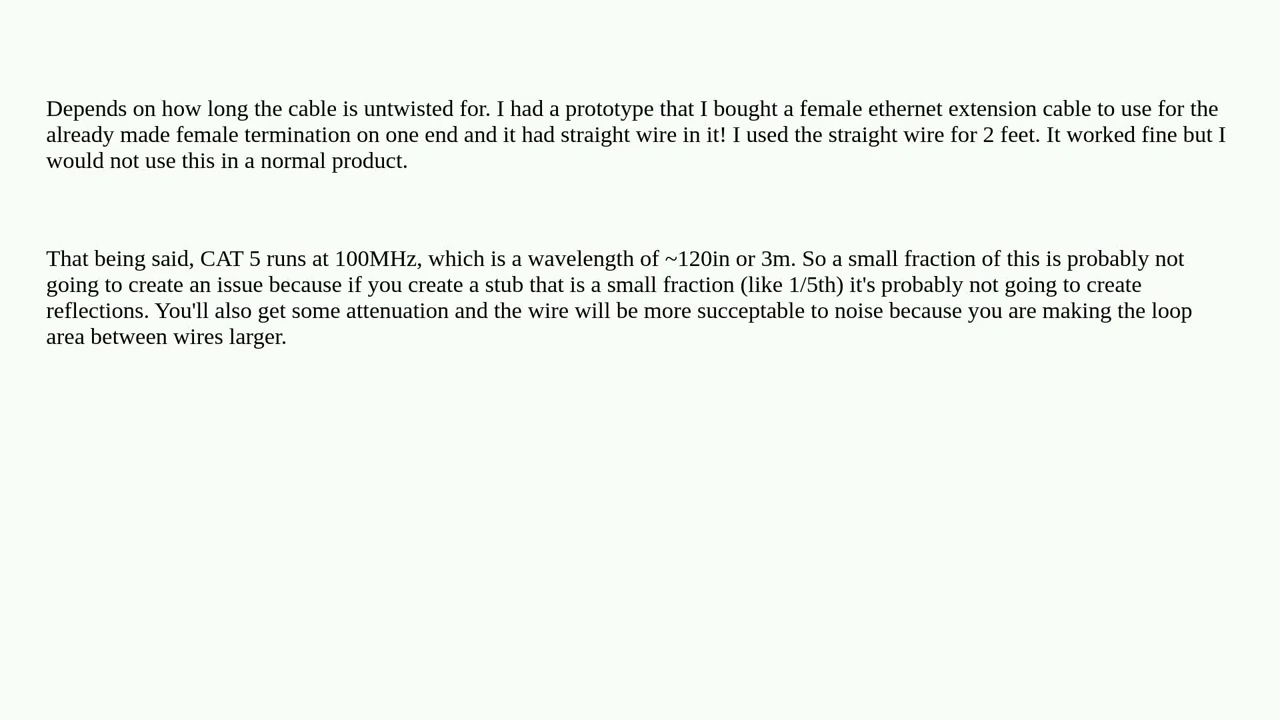 Depends on how long the cable is untwisted for. I had a prototype that I bought a female ethernet extension cable to use for the
already made female termination on one end and it had straight wire in it! I used the straight wire for 2 feet. It worked fine but I
would not use this in a normal product.
That being said, CAT 5 runs at 100MHz, which is a wavelength of ~120in or 3m. So a small fraction of this is probably not
going to create an issue because if you create a stub that is a small fraction (like 1/5th) it's probably not going to create
reflections. You'll also get some attenuation and the wire will be more succeptable to noise because you are making the loop
area between wires larger.